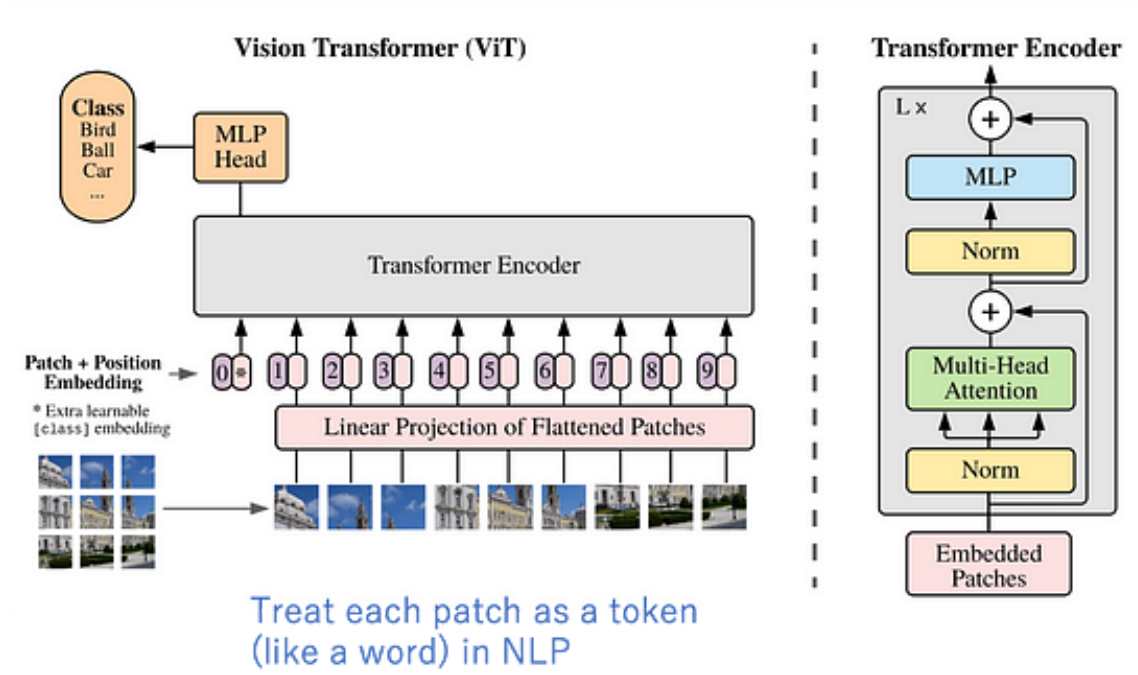 Vision Transformer (ViT)
Class
Bird
Ball
Car
...
MLP
Head
Transformer Encoder
Patch + Position
Embedding
0 * 1 2 3 4 5 6 7 8 9
* Extra learnable
[class] embedding
Linear Projection of Flattened Patches
Treat each patch as a token
(like a word) in NLP
Transformer Encoder
L ×
+
MLP
Norm
+
Multi-Head
Attention
Norm
Embedded
Patches